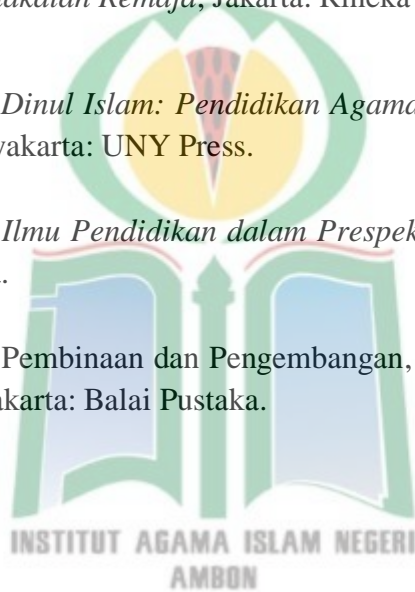 Remaja, Jakarta: Rineka
Dinul Islam: Pendidikan Agama
yakarta: UNY Press.
Ilmu Pendidikan dalam Prespek
.
Pembinaan dan Pengembangan,
akarta: Balai Pustaka.
INSTITUT AGAMA ISLAM NEGERI
AMBON